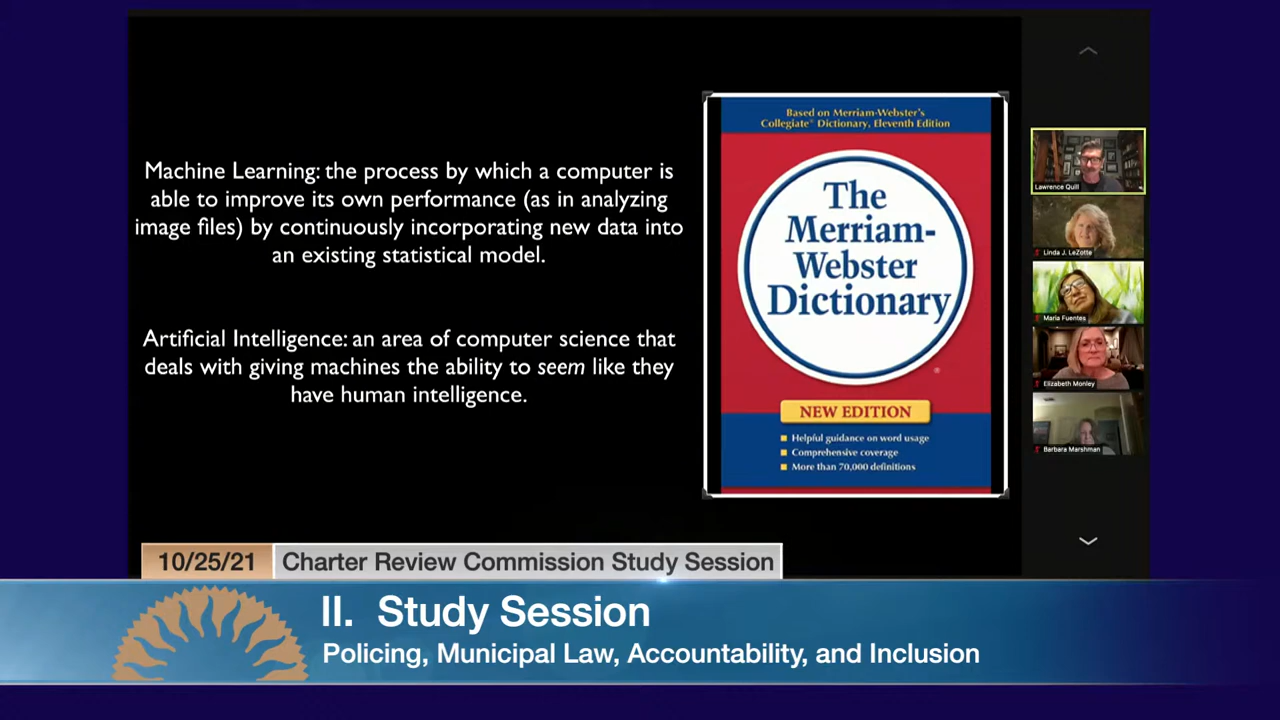 Machine Learning: the process by which a computer is
able to improve its own performance (as in analyzing
image files) by continuously incorporating new data into
an existing statistical model.
Artificial Intelligence: an area of computer science that
deals with giving machines the ability to seem like they
have human intelligence.
Based on Merriam-Webster's
Collegiate® Dictionary, Eleventh Edition
The
Merriam-
Webster
Dictionary
®
NEW EDITION
Helpful guidance on word usage
Comprehensive coverage
More than 70,000 definitions
Lawrence Quill
Linda J. LeZotte
Maria Fuentes
Elizabeth Monley
Barbara Marshman
10/25/21
Charter Review Commission Study Session
II. Study Session
Policing, Municipal Law, Accountability, and Inclusion